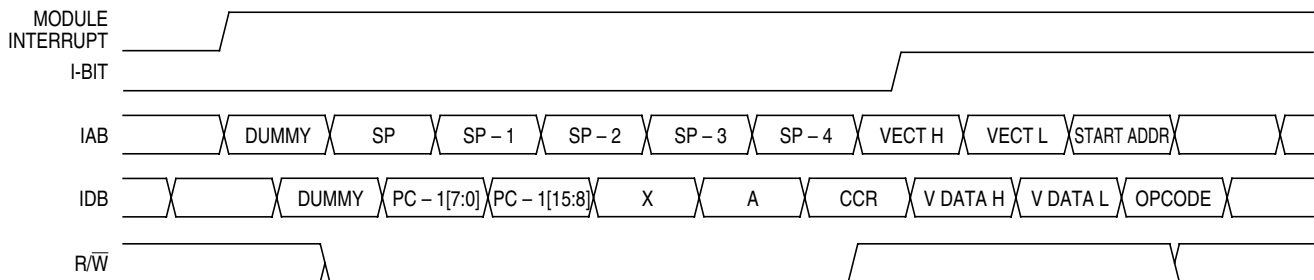 MODULE
INTERRUPT
I-BIT
IAB DUMMY SP SP – 1 SP – 2 SP – 3 SP – 4 VECT H VECT L START ADDR
IDB DUMMY PC – 1[7:0] PC – 1[15:8] X A CCR V DATA H V DATA L OPCODE
R/W̅